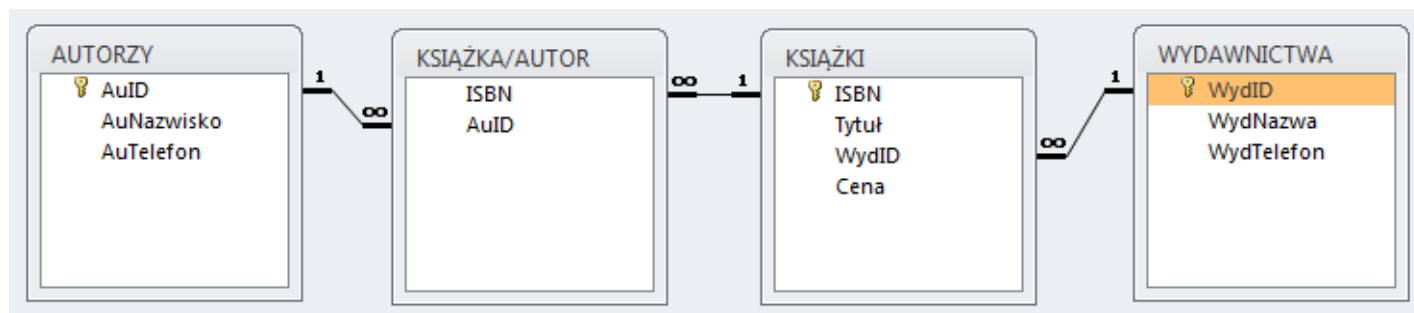 AUTORZY
AuID
AuNazwisko
AuTelefon
1
∞
KSIĄŻKA/AUTOR
ISBN
AuID
∞
1
KSIĄŻKI
ISBN
Tytuł
WydID
Cena
∞
1
WYDAWNICTWA
WydID
WydNazwa
WydTelefon